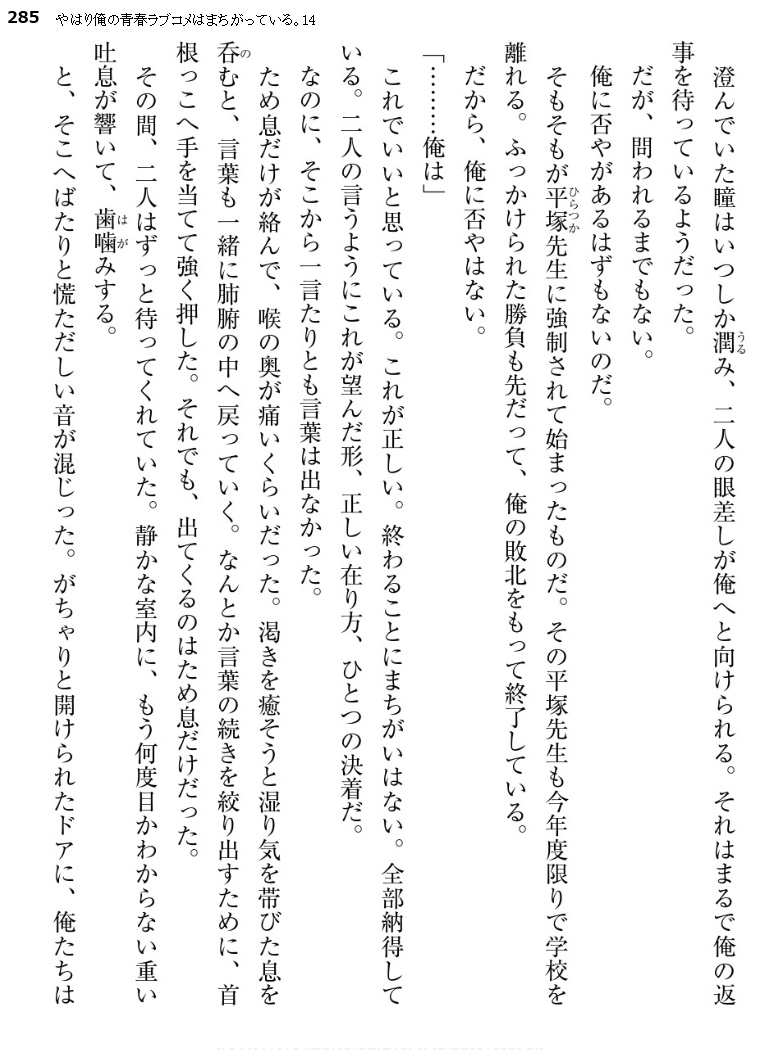 285 やはり俺の青春ラブコメはまちがっている。14
澄んでいた瞳はいつしか潤み、二人の眼差しが俺へと向けられる。それはまるで俺の返
事を待っているようだった。
だが、問われるまでもない。
俺に否やがあるはずもないのだ。
そもそもが平塚先生に強制されて始まったものだ。その平塚先生も今年度限りで学校を
離れる。ふっかけられた勝負も先だって、俺の敗北をもって終了している。
だから、俺に否やはない。
「………俺は」
これでいいと思っている。これが正しい。終わることにまちがいはない。全部納得して
いる。二人の言うようにこれが望んだ形、正しい在り方、ひとつの決着だ。
なのに、そこから一言たりとも言葉は出なかった。
ため息だけが絡んで、喉の奥が痛いくらいだった。渇きを癒そうと湿り気を帯びた息を
呑むと、言葉も一緒に肺腑の中へ戻っていく。なんとか言葉の続きを絞り出すために、首
根っこへ手を当てて強く押した。それでも、出てくるのはため息だけだった。
その間、二人はずっと待ってくれていた。静かな室内に、もう何度目かわからない重い
吐息が響いて、歯噛みする。
と、そこへばたりと慌ただしい音が混じった。がちゃりと開けられたドアに、俺たちは